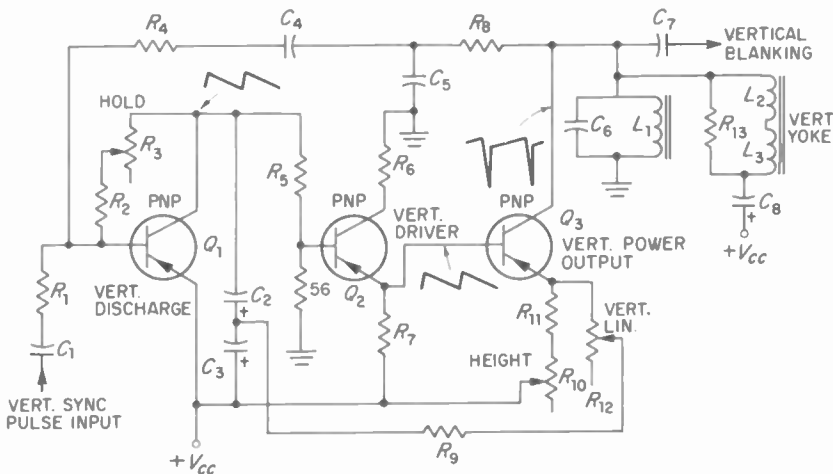 R4
C4
R8
C7
VERTICAL
BLANKING
C5
HOLD
R3
R2
PNP
Q1
VERT.
DISCHARGE
R1
C1
VERT. SYNC
PULSE INPUT
+VCC
C2
C3
R5
56
R6
PNP
Q2
VERT.
DRIVER
R7
R9
PNP
Q3
VERT. POWER
OUTPUT
R11
HEIGHT
R10
VERT.
LIN.
R12
C6
L1
R13
L2
L3
VERT
YOKE
C8
+
+VCC
+
+